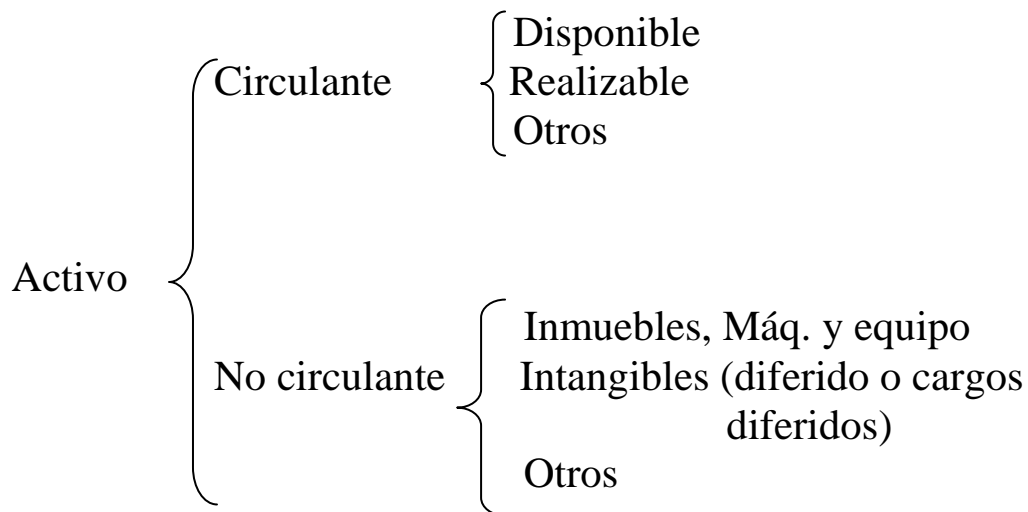 Activo
Circulante
Disponible
Realizable
Otros
No circulante
Inmuebles, Máq. y equipo
Intangibles (diferido o cargos
diferidos)
Otros